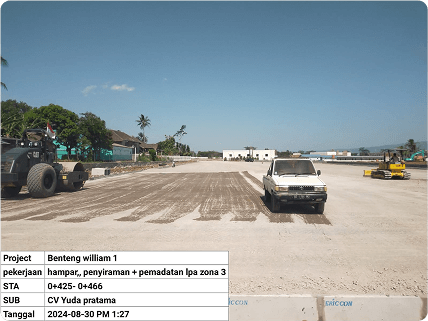 Project Benteng william 1
pekerjaan hampar,, penyiraman + pemadatan lpa zona 3
STA 0+425- 0+466
SUB CV Yuda pratama
Tanggal 2024-08-30 PM 1:27